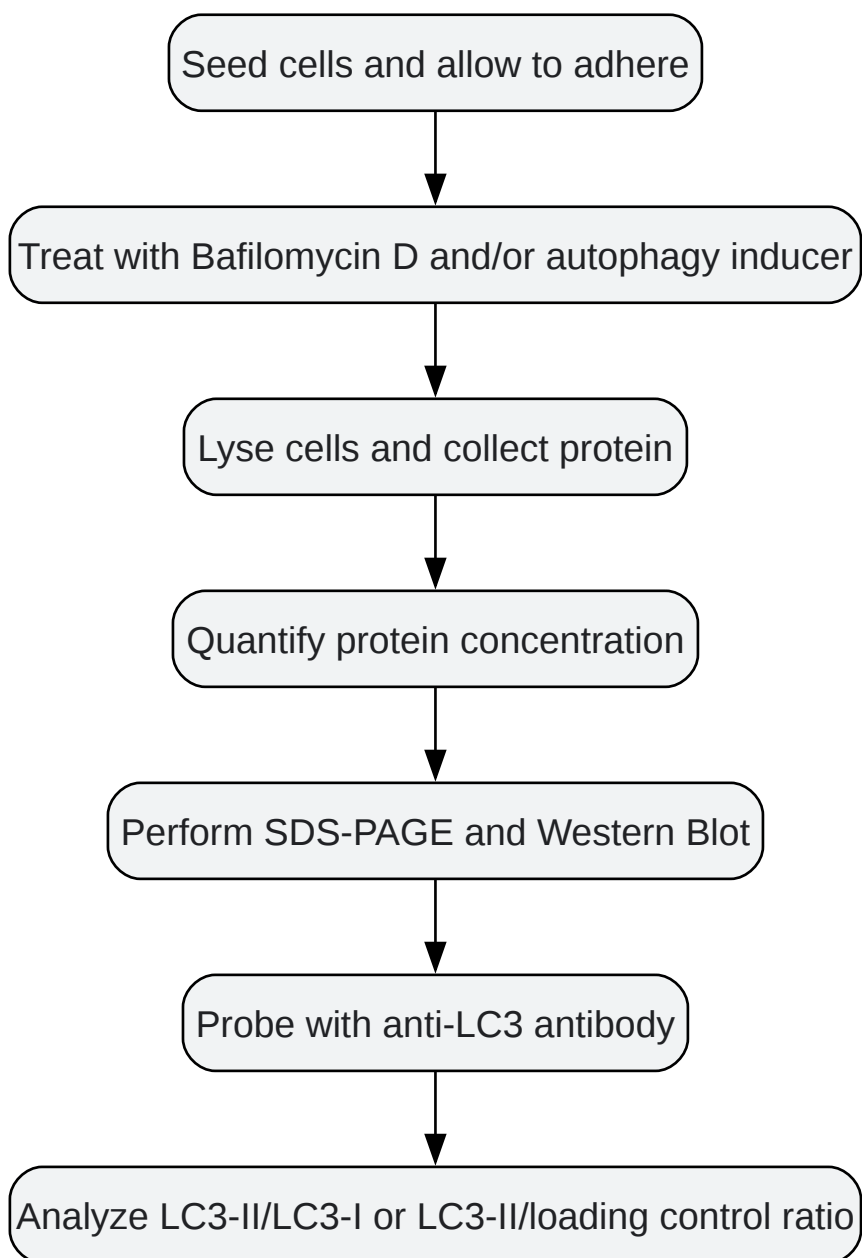 Seed cells and allow to adhere
Treat with Bafilomycin D and/or autophagy inducer
Lyse cells and collect protein
Quantify protein concentration
Perform SDS-PAGE and Western Blot
Probe with anti-LC3 antibody
Analyze LC3-II/LC3-I or LC3-II/loading control ratio